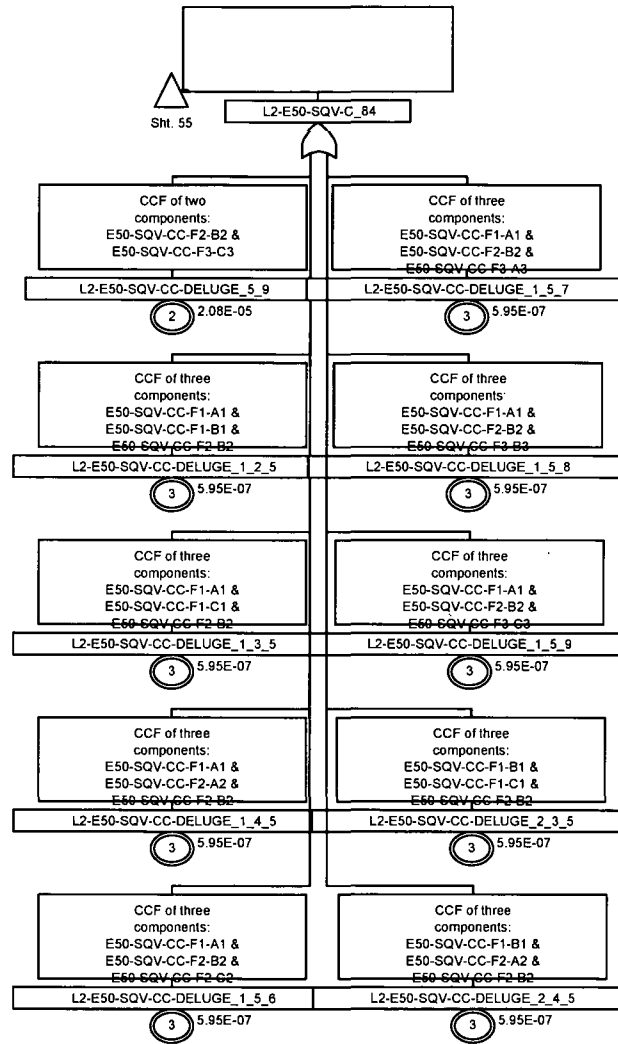 Sht. 55
L2-E50-SQV-C_84
CCF of two
components:
E50-SQV-CC-F2-B2 &
E50-SQV-CC-F3-C3
L2-E50-SQV-CC-DELUGE_5_9
2
2.08E-05
CCF of three
components:
E50-SQV-CC-F1-A1 &
E50-SQV-CC-F2-B2 &
E50-SQV-CC-F3-A3
L2-E50-SQV-CC-DELUGE_1_5_7
3
5.95E-07
CCF of three
components:
E50-SQV-CC-F1-A1 &
E50-SQV-CC-F1-B1 &
E50-SQV-CC-F2-B2
L2-E50-SQV-CC-DELUGE_1_2_5
3
5.95E-07
CCF of three
components:
E50-SQV-CC-F1-A1 &
E50-SQV-CC-F2-B2 &
E50-SQV-CC-F3-B3
L2-E50-SQV-CC-DELUGE_1_5_8
3
5.95E-07
CCF of three
components:
E50-SQV-CC-F1-A1 &
E50-SQV-CC-F1-C1 &
E50-SQV-CC-F2-B2
L2-E50-SQV-CC-DELUGE_1_3_5
3
5.95E-07
CCF of three
components:
E50-SQV-CC-F1-A1 &
E50-SQV-CC-F2-B2 &
E50-SQV-CC-F3-C3
L2-E50-SQV-CC-DELUGE_1_5_9
3
5.95E-07
CCF of three
components:
E50-SQV-CC-F1-A1 &
E50-SQV-CC-F2-A2 &
E50-SQV-CC-F2-B2
L2-E50-SQV-CC-DELUGE_1_4_5
3
5.95E-07
CCF of three
components:
E50-SQV-CC-F1-B1 &
E50-SQV-CC-F1-C1 &
E50-SQV-CC-F2-B2
L2-E50-SQV-CC-DELUGE_2_3_5
3
5.95E-07
CCF of three
components:
E50-SQV-CC-F1-A1 &
E50-SQV-CC-F2-B2 &
E50-SQV-CC-F2-C2
L2-E50-SQV-CC-DELUGE_1_5_6
3
5.95E-07
CCF of three
components:
E50-SQV-CC-F1-B1 &
E50-SQV-CC-F2-A2 &
E50-SQV-CC-F2-B2
L2-E50-SQV-CC-DELUGE_2_4_5
3
5.95E-07